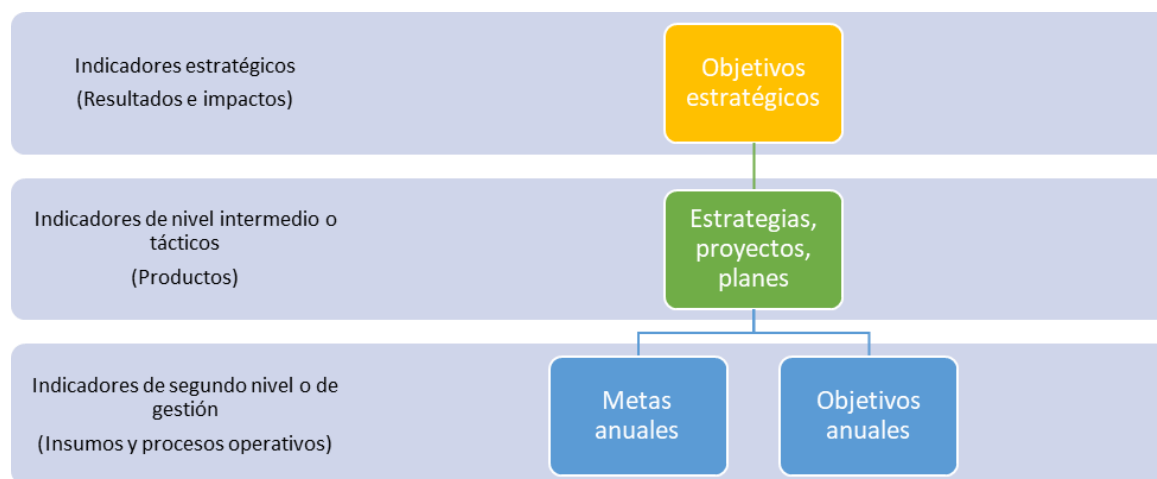 Indicadores estratégicos
(Resultados e impactos)
Objetivos
estratégicos
Indicadores de nivel intermedio o
tácticos
(Productos)
Estrategias,
proyectos,
planes
Indicadores de segundo nivel o de
gestión
(Insumos y procesos operativos)
Metas
anuales
Objetivos
anuales